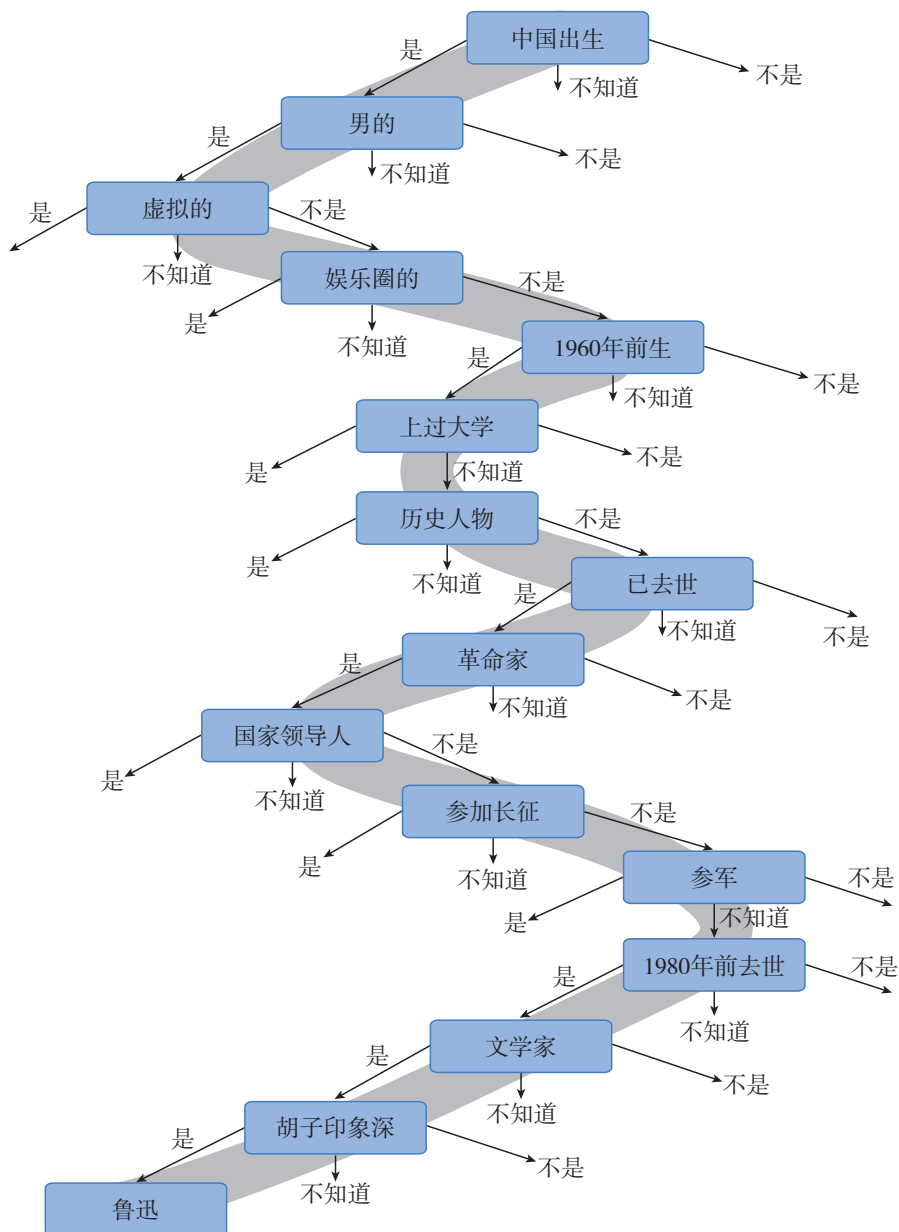 中国出生
是
不知道
不是
男的
是
不知道
不是
虚拟的
是
不知道
不是
娱乐圈的
是
不知道
不是
1960年前生
是
不知道
不是
上过大学
是
不知道
不是
历史人物
是
不知道
不是
已去世
是
不知道
不是
革命家
是
不知道
不是
国家领导人
是
不知道
不是
参加长征
是
不知道
不是
参军
是
不知道
不是
1980年前去世
是
不知道
不是
文学家
是
不知道
不是
胡子印象深
是
不知道
不是
鲁迅